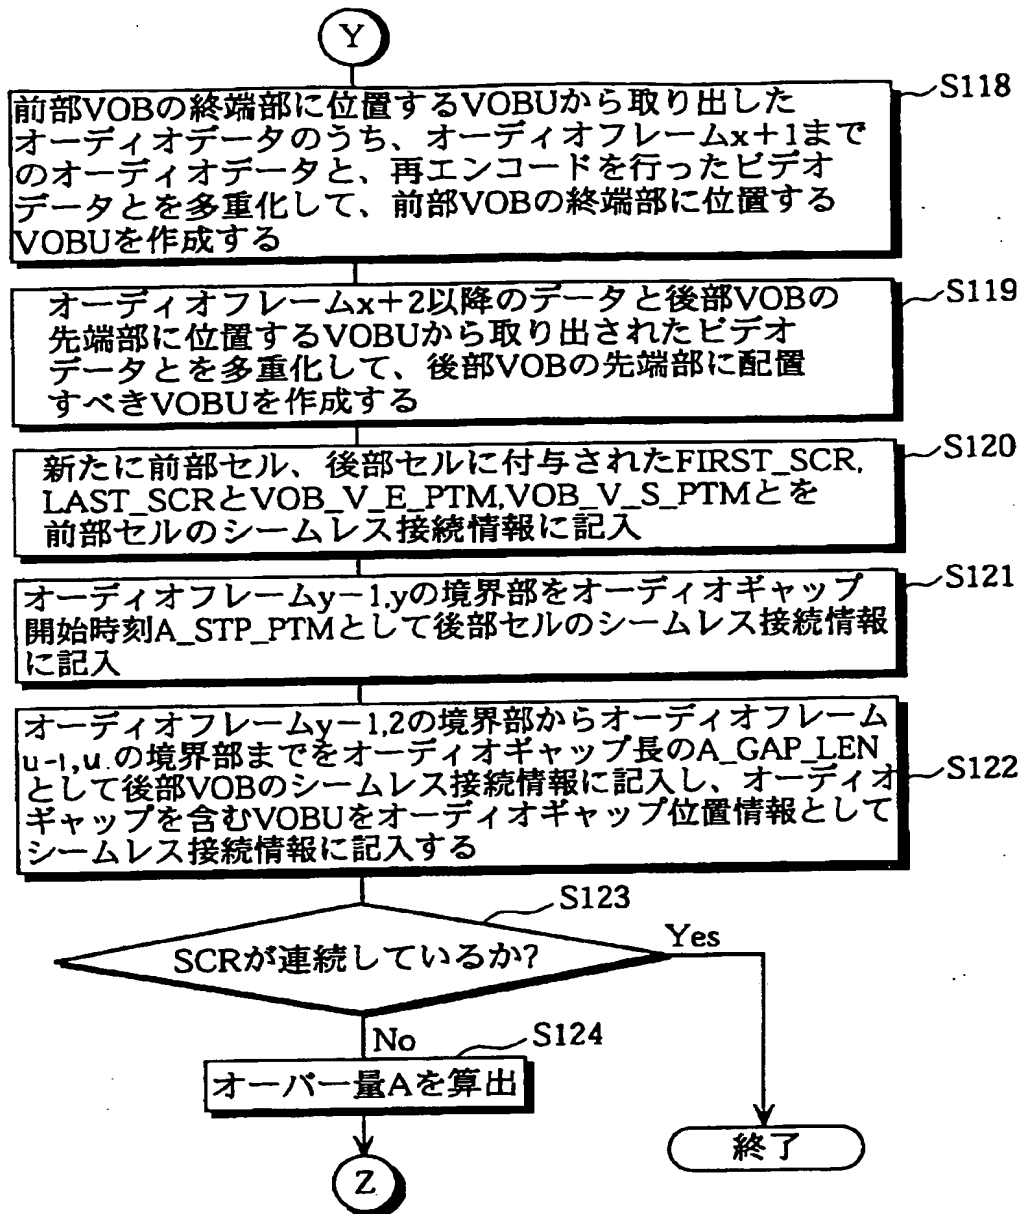 Y
S118
前部VOBの終端部に位置するVOBUから取り出した
オーディオデータのうち、オーディオフレームx+1まで
のオーディオデータと、再エンコードを行ったビデオ
データとを多重化して、前部VOBの終端部に位置する
VOBUを作成する
S119
オーディオフレームx+2以降のデータと後部VOBの
先端部に位置するVOBUから取り出されたビデオ
データとを多重化して、後部VOBの先端部に配置
すべきVOBUを作成する
S120
新たに前部セル、後部セルに付与されたFIRST_SCR,
LAST_SCRとVOB_V_E_PTM,VOB_V_S_PTMとを
前部セルのシームレス接続情報に記入
S121
オーディオフレームy-1,yの境界部をオーディオギャップ
開始時刻A_STP_PTMとして後部セルのシームレス接続情報
に記入
オーディオフレームy-1,2の境界部からオーディオフレーム
u-1,u.の境界部までをオーディオギャップ長のA_GAP_LEN
として後部VOBのシームレス接続情報に記入し、オーディオ
ギャップを含むVOBUをオーディオギャップ位置情報として
シームレス接続情報に記入する
S122
S123
SCRが連続しているか?
Yes
No
S124
オーバー量Aを算出
終了
Z